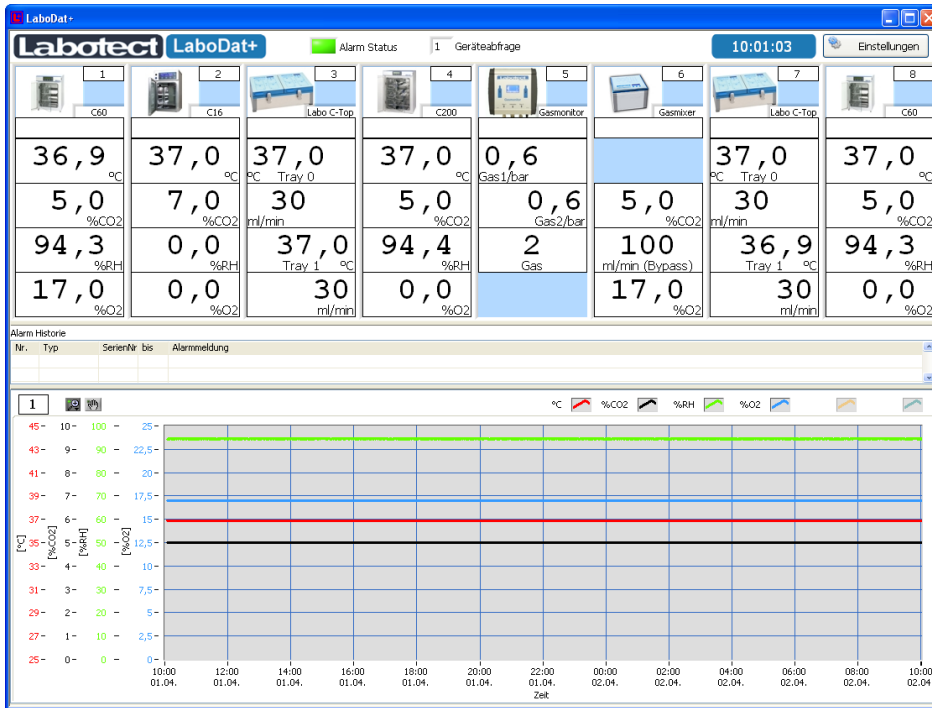 LaboDat+
Labotect LaboDat+ Alarm Status 1 Geräteabfrage 10:01:03 Einstellungen
1 2 3 4 5 6 7 8
C60 C16 Labo C-Top C200 Gasmonitor Gasmixer Labo C-Top C60
36,9 37,0 37,0 37,0 0,6 37,0 37,0
°C °C °C Tray 0 °C Gas1/bar °C Tray 0 °C
5,0 7,0 30 5,0 0,6 5,0 30 5,0
%CO2 %CO2 ml/min %CO2 Gas2/bar %CO2 ml/min %CO2
94,3 0,0 37,0 94,4 2 100 36,9 94,3
%RH %RH Tray 1 °C %RH Gas ml/min (Bypass) Tray 1 °C %RH
17,0 0,0 30 0,0 17,0 30 0,0
%O2 %O2 ml/min %O2 %O2 ml/min %O2
Alarm Historie
Nr. Typ SerienNr bis Alarmmeldung
1 °C %CO2 %RH %O2
45 10 100 25
43 9 90 22,5
41 8 80 20
39 7 70 17,5
37 6 60 15
[°C] [%CO2] [%RH] [%O2]
35 5 50 12,5
33 4 40 10
31 3 30 7,5
29 2 20 5
27 1 10 2,5
25 0 0 0
10:00 12:00 14:00 16:00 18:00 20:00 22:00 00:00 02:00 04:00 06:00 08:00 10:00
01.04. 01.04. 01.04. 01.04. 01.04. 01.04. 01.04. 02.04. 02.04. 02.04. 02.04. 02.04. 02.04
Zeit